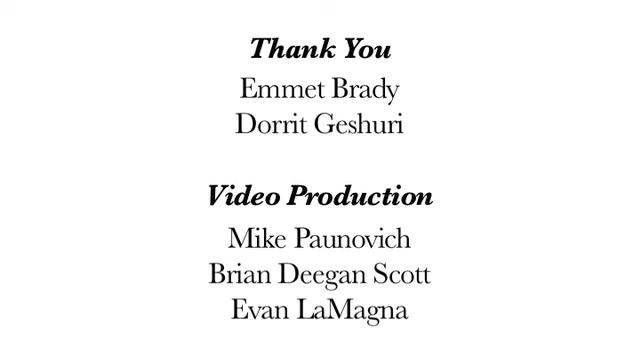 Thank You
Emmet Brady
Dorrit Geshuri
Video Production
Mike Paunovich
Brian Deegan Scott
Evan LaMagna